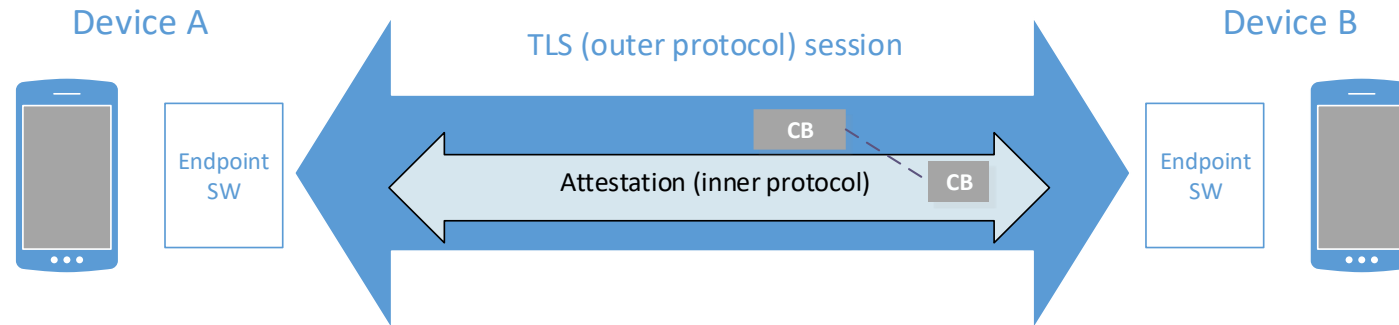 Device A
TLS (outer protocol) session
Device B
CB
Endpoint
SW
Attestation (inner protocol)
CB
Endpoint
SW